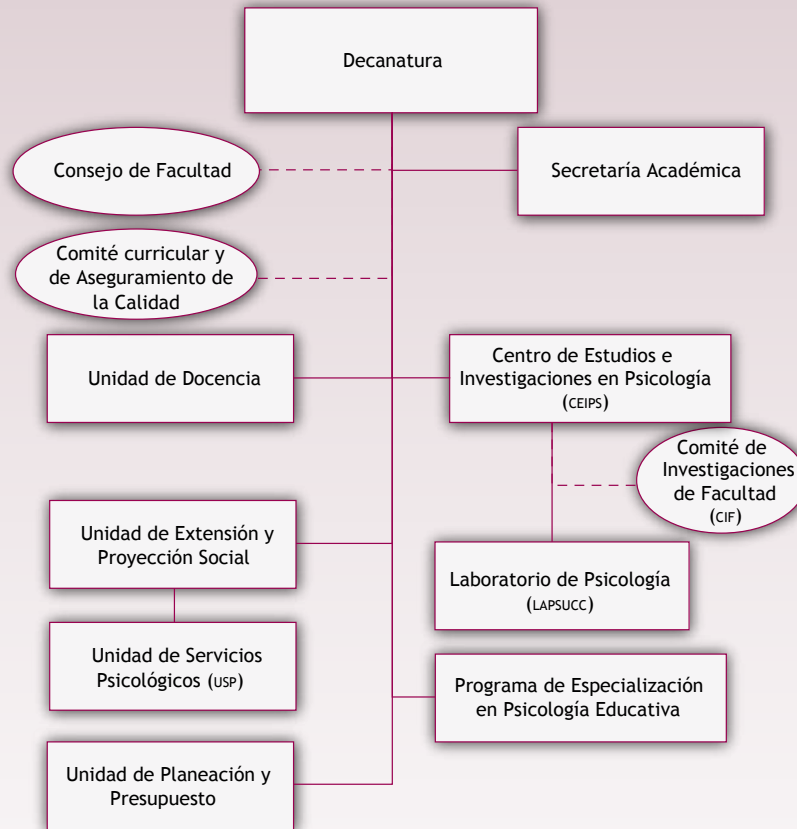 Decanatura
Consejo de Facultad
Secretaría Académica
Comité curricular y
de Aseguramiento de
la Calidad
Unidad de Docencia
Centro de Estudios e
Investigaciones en Psicología
(CEIPS)
Comité de
Investigaciones
de Facultad
(CIF)
Unidad de Extensión y
Proyección Social
Laboratorio de Psicología
(LAPSUCC)
Unidad de Servicios
Psicológicos (USP)
Programa de Especialización
en Psicología Educativa
Unidad de Planeación y
Presupuesto